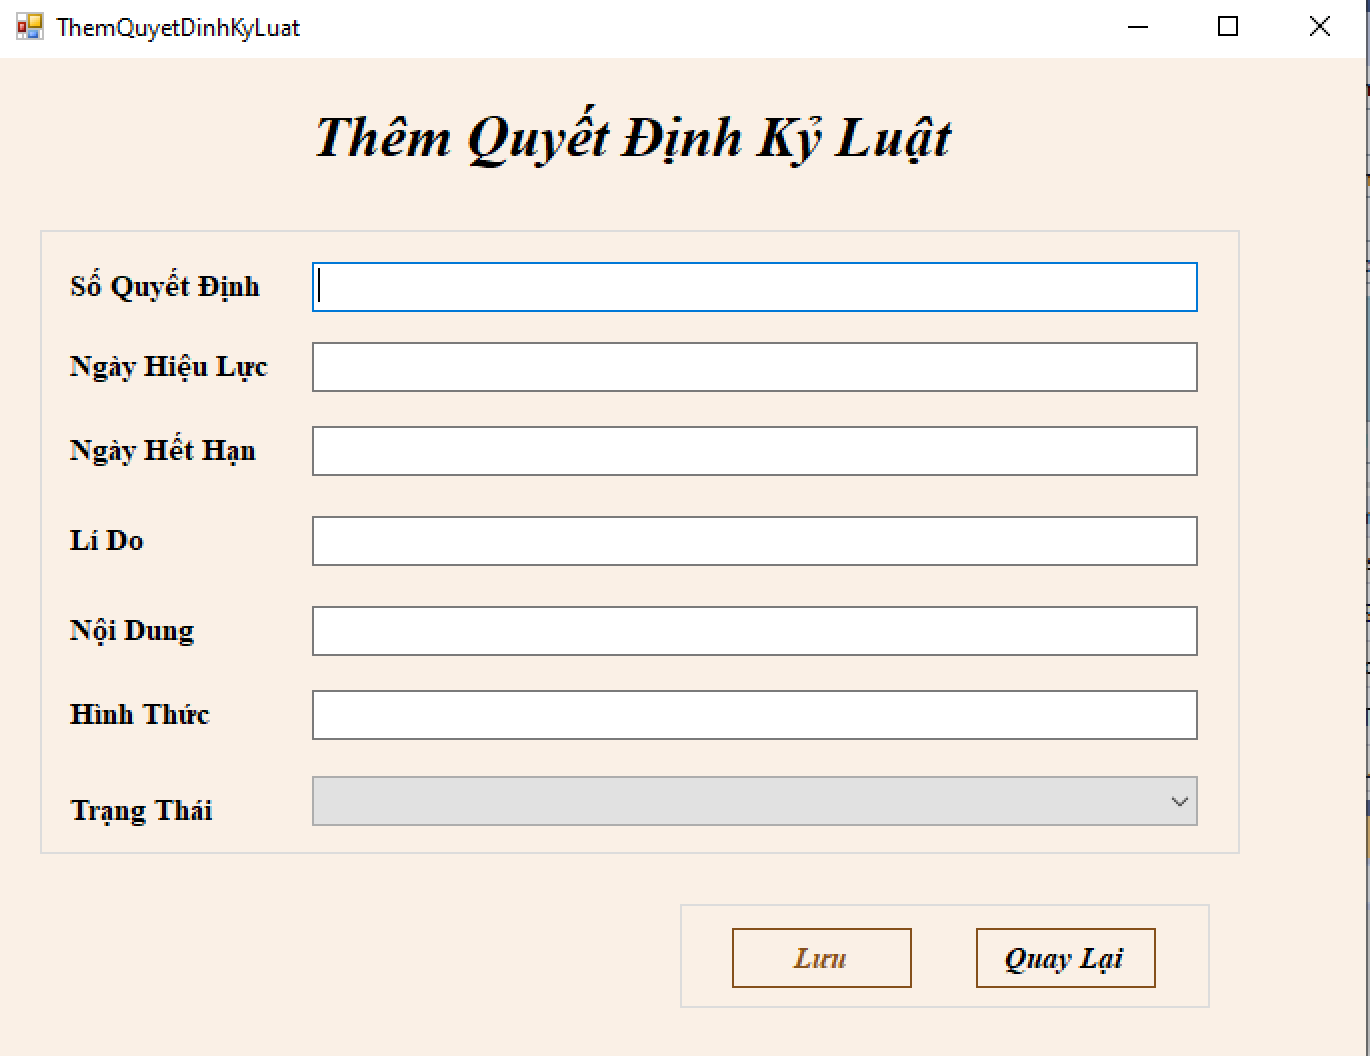 ThemQuyetDinhKyLuat
Thêm Quyết Định Kỷ Luật
Số Quyết Định
Ngày Hiệu Lực
Ngày Hết Hạn
Lí Do
Nội Dung
Hình Thức
Trạng Thái
Lưu Quay Lại